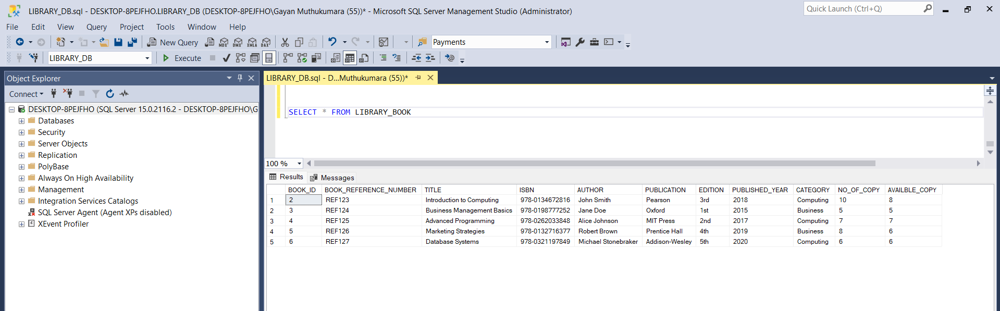 LIBRARY_DB.sql - DESKTOP-8PEJFHO.LIBRARY_DB (DESKTOP-8PEJFHO\Gayan Muthukumara (55))* - Microsoft SQL Server Management Studio (Administrator)
Quick Launch (Ctrl+Q)
File Edit View Query Project Tools Window Help
New Query MDX DMX XMLA DAX Payments
LIBRARY_DB Execute
Object Explorer
LIBRARY_DB.sql - D...Muthukumara (55))*
Connect
DESKTOP-8PEJFHO (SQL Server 15.0.2116.2 - DESKTOP-8PEJFHO\G
Databases
Security
Server Objects
Replication
PolyBase
Always On High Availability
Management
Integration Services Catalogs
SQL Server Agent (Agent XPs disabled)
XEvent Profiler
SELECT * FROM LIBRARY_BOOK
100 %
Results Messages
BOOK_ID BOOK_REFERENCE_NUMBER TITLE ISBN AUTHOR PUBLICATION EDITION PUBLISHED_YEAR CATEGORY NO_OF_COPY AVAILBLE_COPY
1 2 REF123 Introduction to Computing 978-0134672816 John Smith Pearson 3rd 2018 Computing 10 8
2 3 REF124 Business Management Basics 978-0198777252 Jane Doe Oxford 1st 2015 Business 5 5
3 4 REF125 Advanced Programming 978-0262033848 Alice Johnson MIT Press 2nd 2017 Computing 7 7
4 5 REF126 Marketing Strategies 978-0132716377 Robert Brown Prentice Hall 4th 2019 Business 8 6
5 6 REF127 Database Systems 978-0321197849 Michael Stonebraker Addison-Wesley 5th 2020 Computing 6 6